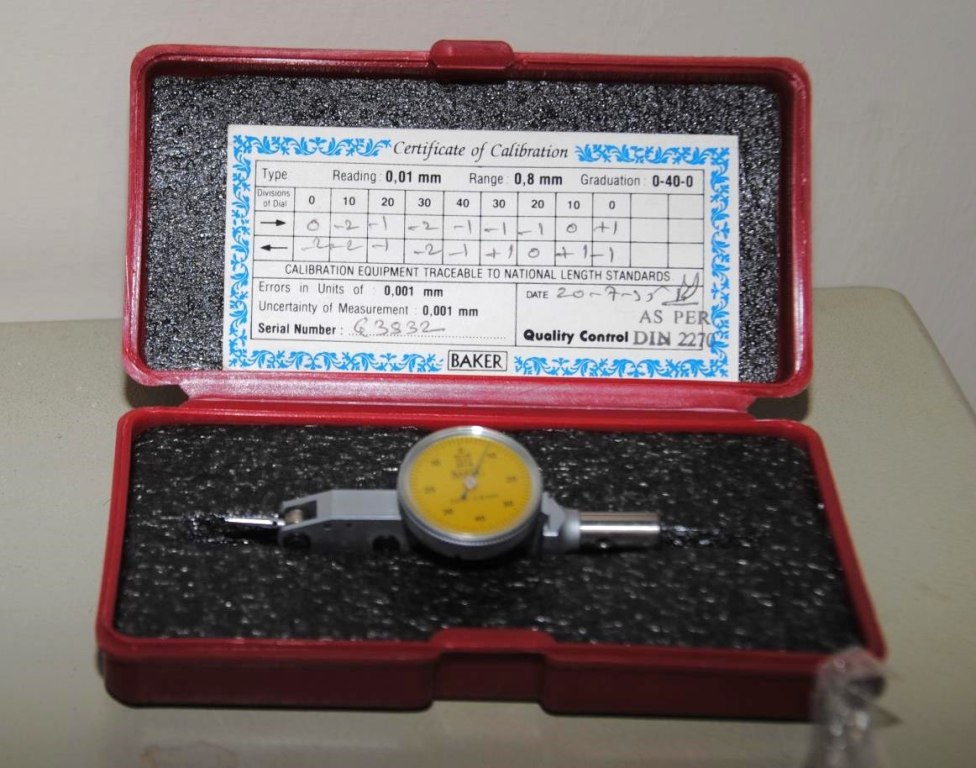 Certificate of Calibration
Type Reading : 0,01 mm Range : 0,8 mm Graduation : 0-40-0
Divisions of Dial 0 10 20 30 40 30 20 10 0
→ 0 -2 -1 -2 -1 -1 -1 0 +1
← -2 -2 -1 -2 -1 +1 0 +1 -1
CALIBRATION EQUIPMENT TRACEABLE TO NATIONAL LENGTH STANDARDS
Errors in Units of : 0,001 mm
Uncertainty of Measurement : 0,001 mm
Serial Number :
DATE 20-7-95
AS PER
Quality Control DIN 2270
BAKER
BAKER